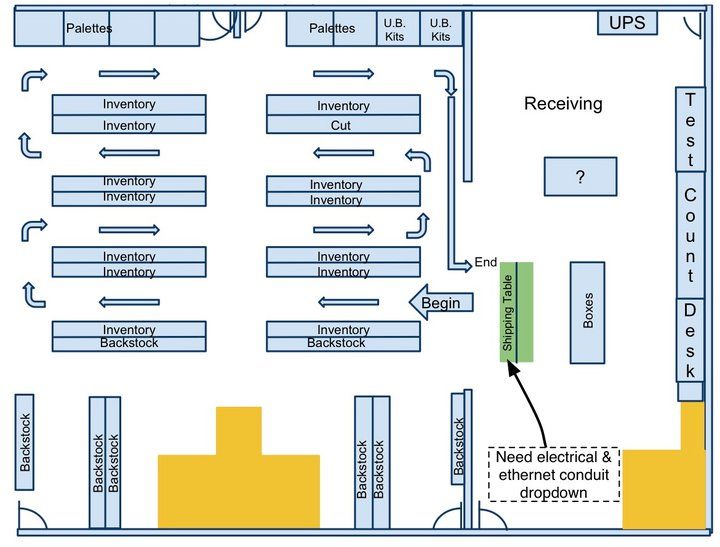 Palettes
Palettes
U.B.
Kits
U.B.
Kits
UPS
Receiving
Inventory
Inventory
Inventory
Cut
Inventory
Inventory
Inventory
Inventory
Inventory
Inventory
Inventory
Inventory
Inventory
Backstock
Inventory
Backstock
Begin
End
?
Shipping Table
Boxes
Test
Count
Desk
Backstock
Backstock
Backstock
Backstock
Backstock
Backstock
Need electrical &
ethernet conduit
dropdown